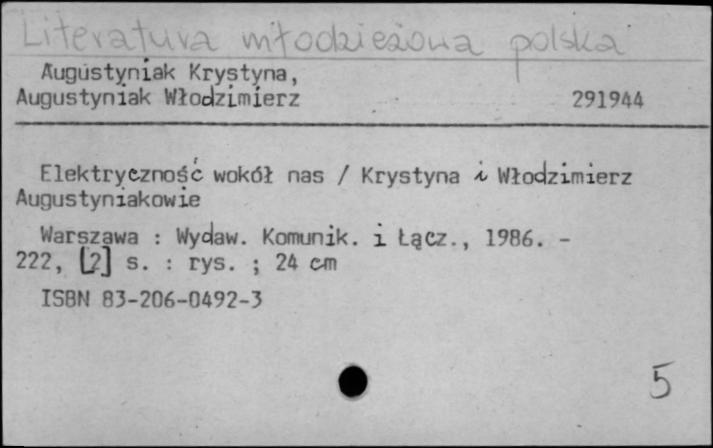 Literatura młodzieżowa polska
Augustyniak Krystyna,
Augustyniak Włodzimierz 291944
Elektryczność wokół nas / Krystyna i Włodzimierz
Augustyniakowie
Warszawa : Wydaw. Komunik. i Łącz., 1986. -
222, [2] s. : rys. ; 24 cm
ISBN 83-206-0492-3
5